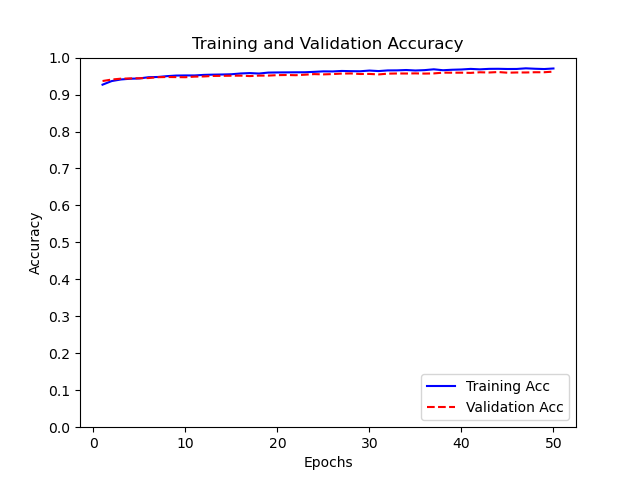 Training and Validation Accuracy
1.0
0.9
0.8
0.7
0.6
0.5
0.4
0.3
0.2
0.1
0.0
Accuracy
0 10 20 30 40 50
Epochs
Training Acc
Validation Acc